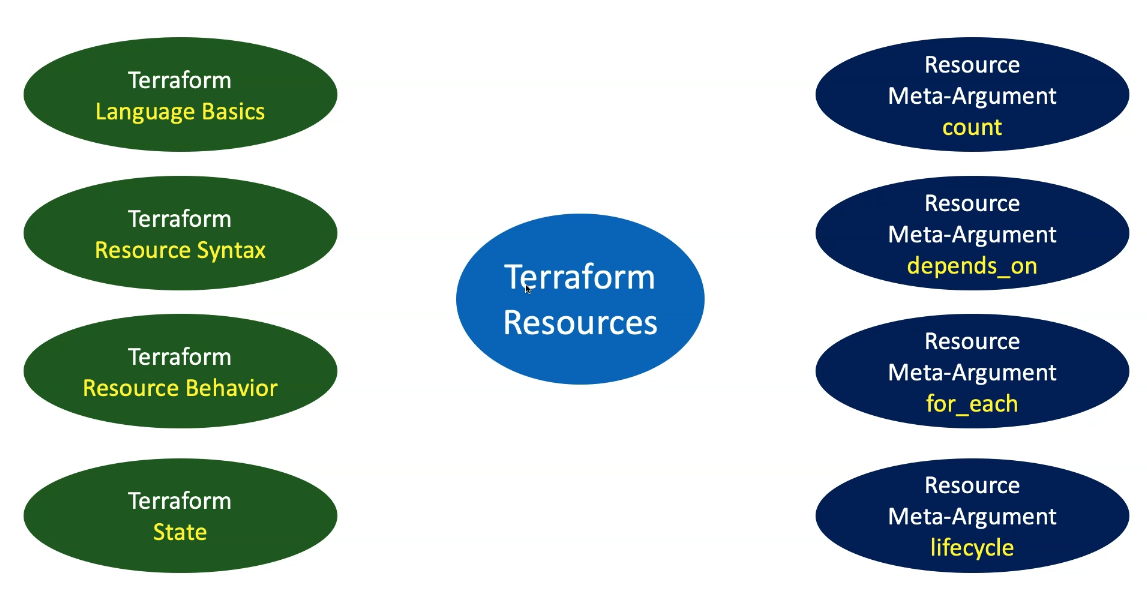 Terraform
Language Basics
Terraform
Resource Syntax
Terraform
Resource Behavior
Terraform
State
Terraform
Resources
Resource
Meta-Argument
count
Resource
Meta-Argument
depends_on
Resource
Meta-Argument
for_each
Resource
Meta-Argument
lifecycle